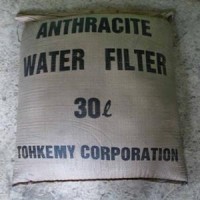 ANTHRACITE
WATER FILTER
30ℓ
TOHKEMY CORPORATION